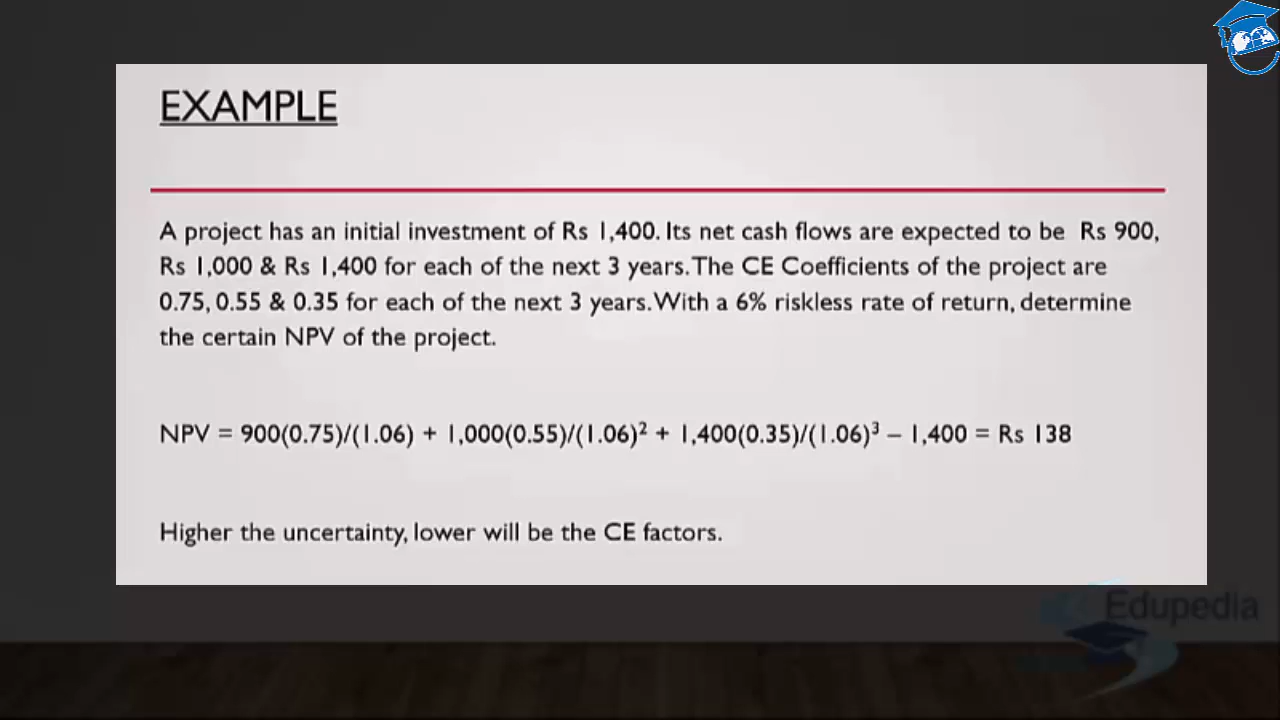 EXAMPLE
A project has an initial investment of Rs 1,400. Its net cash flows are expected to be Rs 900,
Rs 1,000 & Rs 1,400 for each of the next 3 years. The CE Coefficients of the project are
0.75, 0.55 & 0.35 for each of the next 3 years. With a 6% riskless rate of return, determine
the certain NPV of the project.
NPV = 900(0.75)/(1.06) + 1,000(0.55)/(1.06)² + 1,400(0.35)/(1.06)³ – 1,400 = Rs 138
Higher the uncertainty, lower will be the CE factors.
Edupedia